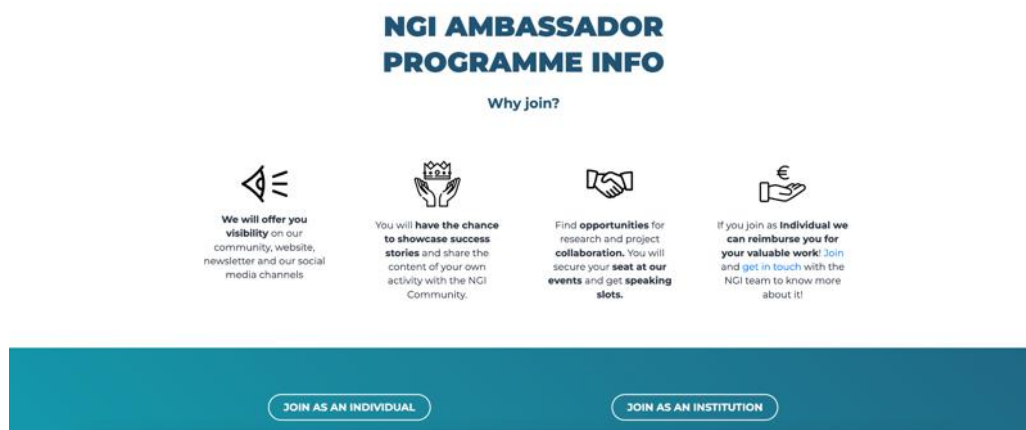 NGI AMBASSADOR
PROGRAMME INFO
Why join?
We will offer you
visibility on our
community, website,
newsletter and our social
media channels
You will have the chance
to showcase success
stories and share the
content of your own
activity with the NGI
Community.
Find opportunities for
research and project
collaboration. You will
secure your seat at our
events and get speaking
slots.
€
If you join as Individual we
can reimburse you for
your valuable work! Join
and get in touch with the
NGI team to know more
about it!
JOIN AS AN INDIVIDUAL
JOIN AS AN INSTITUTION